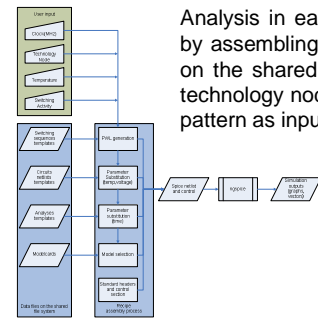 User input
Clock(MHz)
Technology
Node
Temperature
Switching
Activity
Switching
sequences
templates
Circuits
netlists
templates
Analyses
templates
Modelcards
Data files on the shared
file system
PWL generation
Parameter
Substitution
(temp,voltage)
Parameter
substitution
(time)
Model selection
Standard headers
and control
section
Recipe
assembly process
Spice netlist
and control
ngspice
Simulation
outputs
(graphs,
vectors)
Analysis in ea
by assembling
on the shared
technology no
pattern as inpu